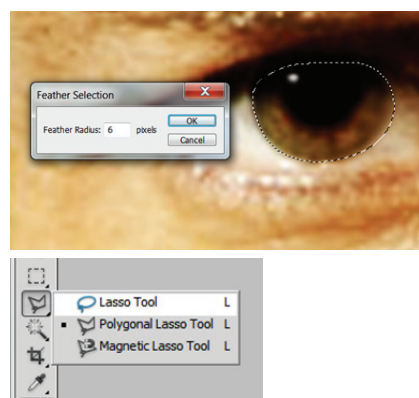 Feather Selection
Feather Radius: 6 pixels
OK
Cancel
Lasso Tool L
Polygonal Lasso Tool L
Magnetic Lasso Tool L